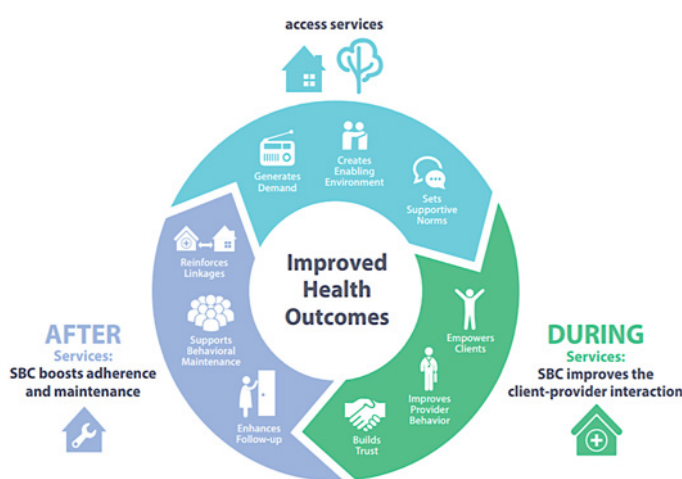 access services
Generates
Demand
Creates
Enabling
Environment
Sets
Supportive
Norms
Improved
Health
Outcomes
Empowers
Clients
Improves
Provider
Behavior
Builds
Trust
DURING
Services:
SBC improves the
client-provider interaction
Enhances
Follow-up
Supports
Behavioral
Maintenance
Reinforces
Linkages
AFTER
Services:
SBC boosts adherence
and maintenance